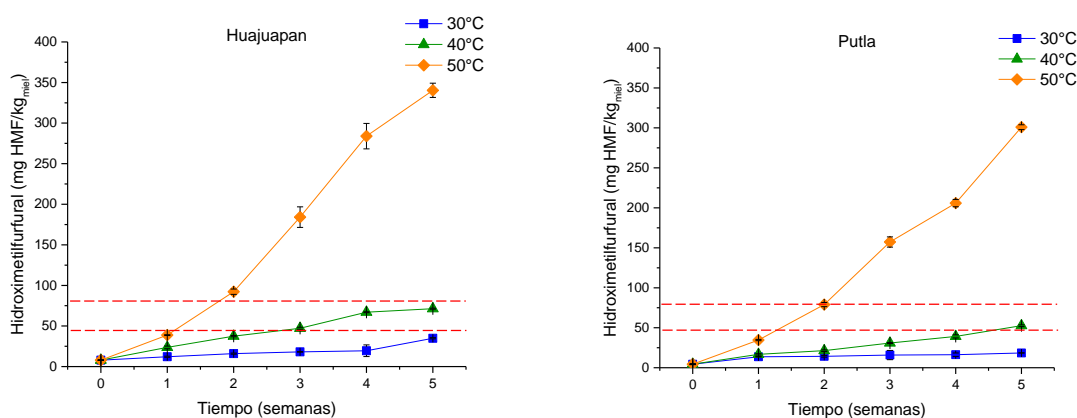 Huajuapan
30°C
40°C
50°C
400
350
300
250
200
150
100
50
0
Hidroximetilfurfural (mg HMF/kgmiel)
0 1 2 3 4 5
Tiempo (semanas)
Putla
30°C
40°C
50°C
400
350
300
250
200
150
100
50
0
Hidroximetilfurfural (mg HMF/kgmiel)
0 1 2 3 4 5
Tiempo (semanas)